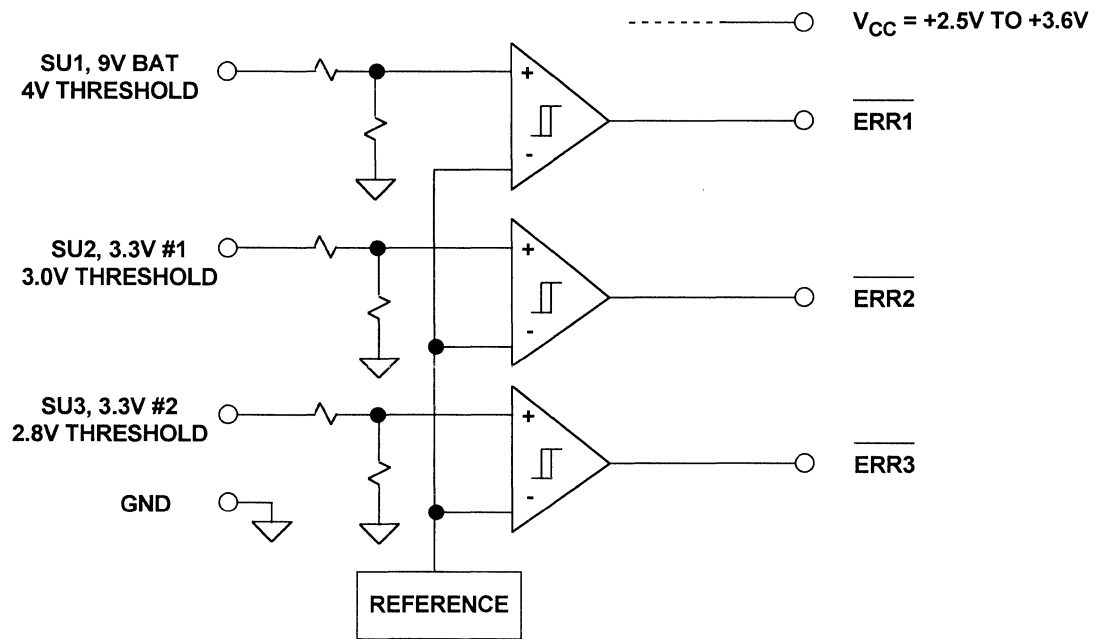 V_CC = +2.5V TO +3.6V
SU1, 9V BAT
4V THRESHOLD
+
-
ERR1
SU2, 3.3V #1
3.0V THRESHOLD
+
-
ERR2
SU3, 3.3V #2
2.8V THRESHOLD
+
-
ERR3
GND
REFERENCE